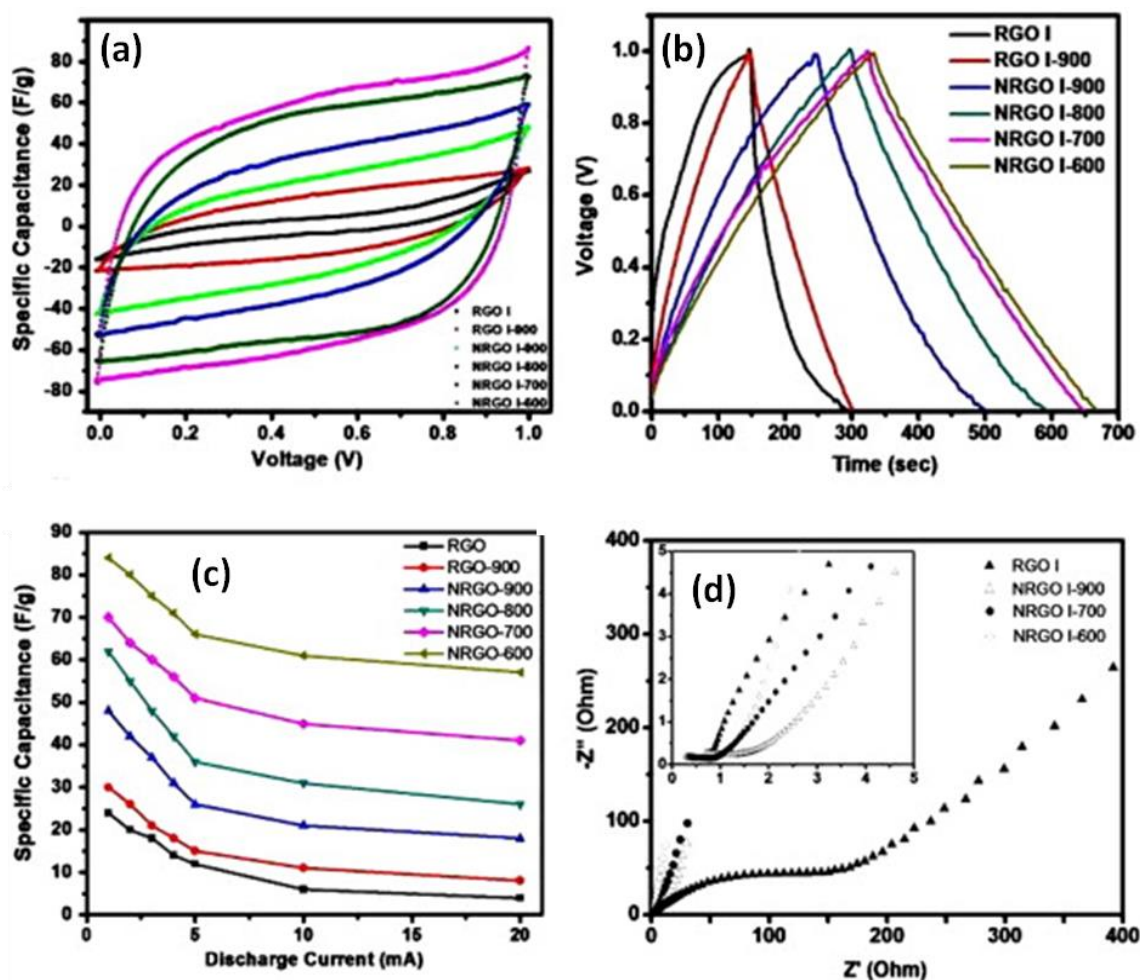 (a)
80
60
40
20
0
-20
-40
-60
-80
Specific Capacitance (F/g)
0.0 0.2 0.4 0.6 0.8 1.0
Voltage (V)
RGO I
RGO I-900
NRGO I-900
NRGO I-800
NRGO I-700
NRGO I-600
(b)
1.0
0.8
0.6
0.4
0.2
0.0
Voltage (V)
0 100 200 300 400 500 600 700
Time (sec)
RGO I
RGO I-900
NRGO I-900
NRGO I-800
NRGO I-700
NRGO I-600
(c)
90
80
70
60
50
40
30
20
10
0
Specific Capacitance (F/g)
0 5 10 15 20
Discharge Current (mA)
RGO
RGO-900
NRGO-900
NRGO-800
NRGO-700
NRGO-600
(d)
400
300
200
100
0
-Z'' (Ohm)
0 100 200 300 400
Z' (Ohm)
RGO I
NRGO I-900
NRGO I-700
NRGO I-600
5
4
3
2
1
0
0 1 2 3 4 5